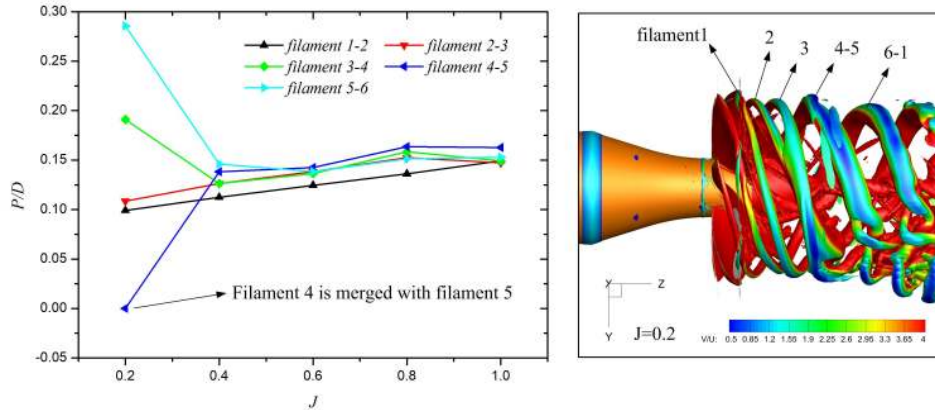 0.30
0.25
0.20
0.15
0.10
0.05
0.00
-0.05
P/D
filament 1-2
filament 2-3
filament 3-4
filament 4-5
filament 5-6
Filament 4 is merged with filament 5
0.2 0.4 0.6 0.8 1.0
J
filament1
2
3
4-5
6-1
X Z
Y
J=0.2
V/U: 0.5 0.85 1.2 1.55 1.9 2.25 2.6 2.95 3.3 3.65 4